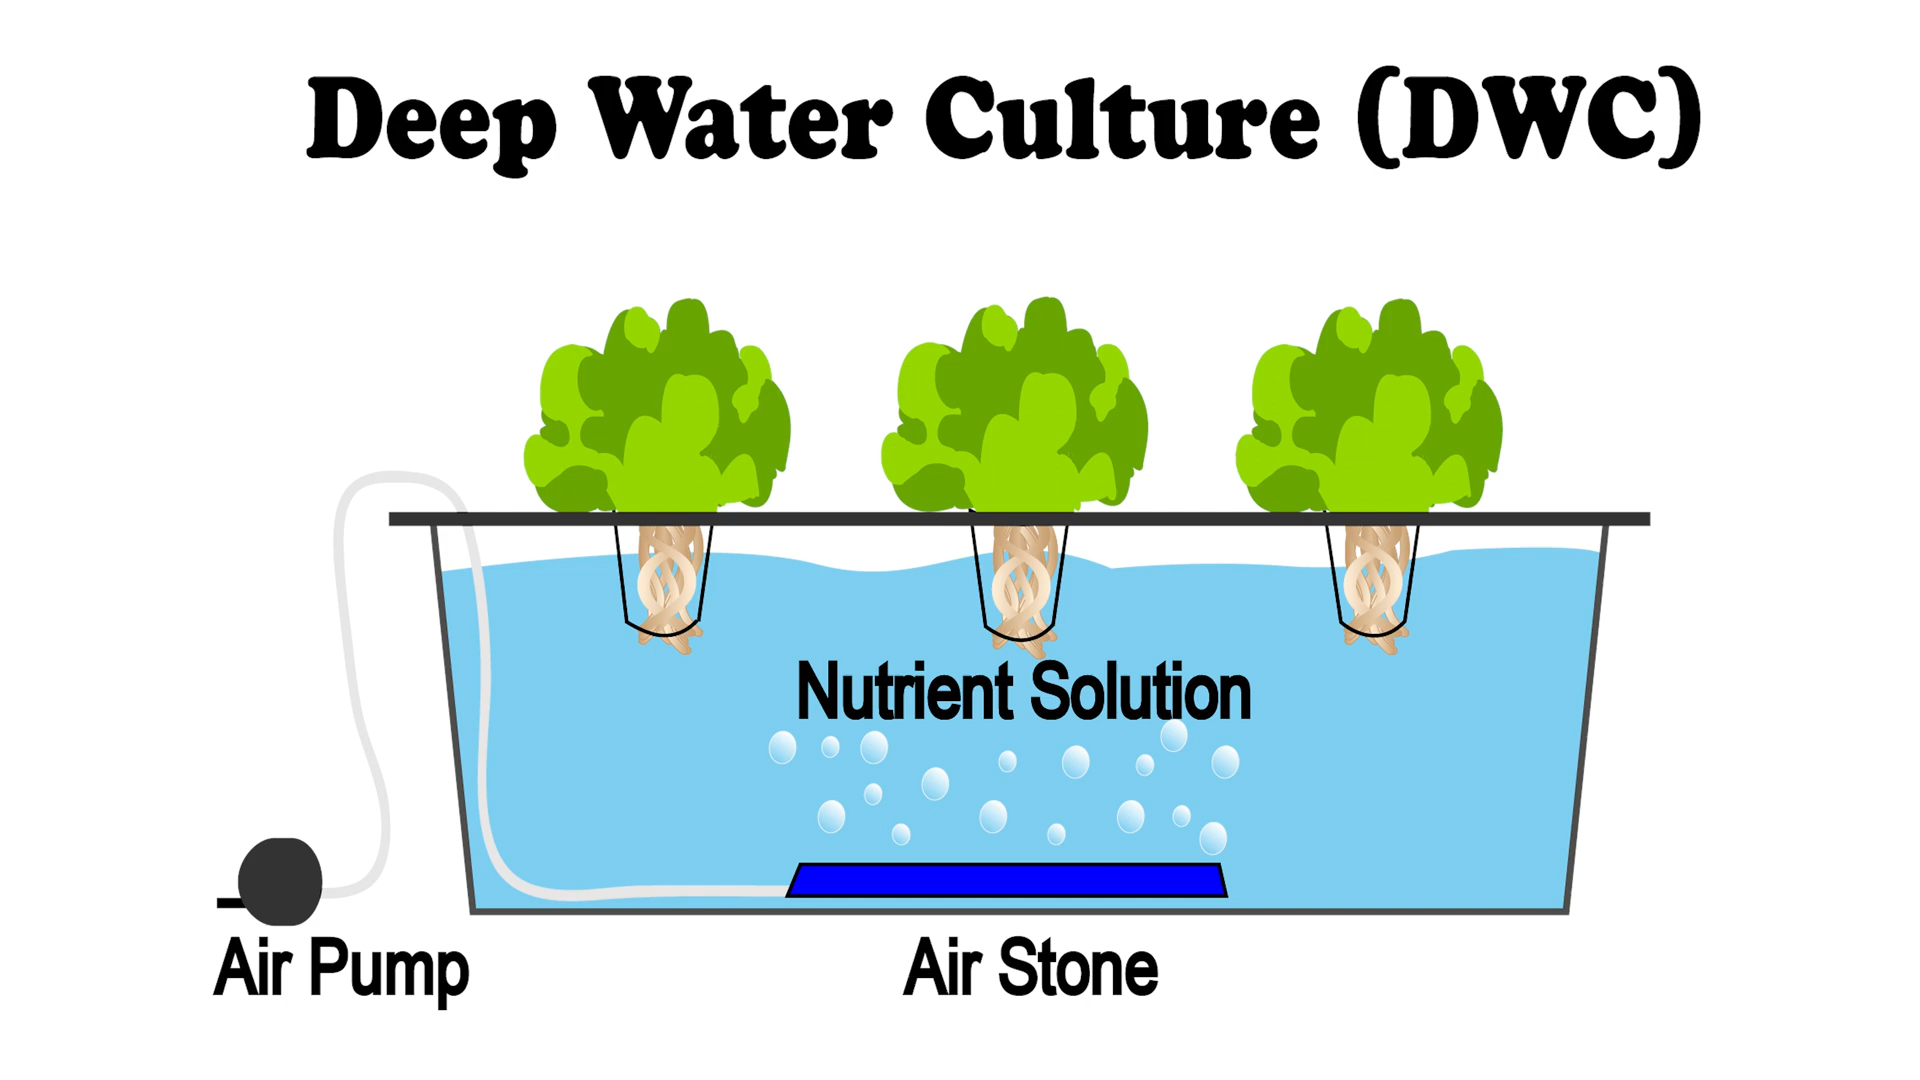 Deep Water Culture (DWC)
Nutrient Solution
Air Pump
Air Stone